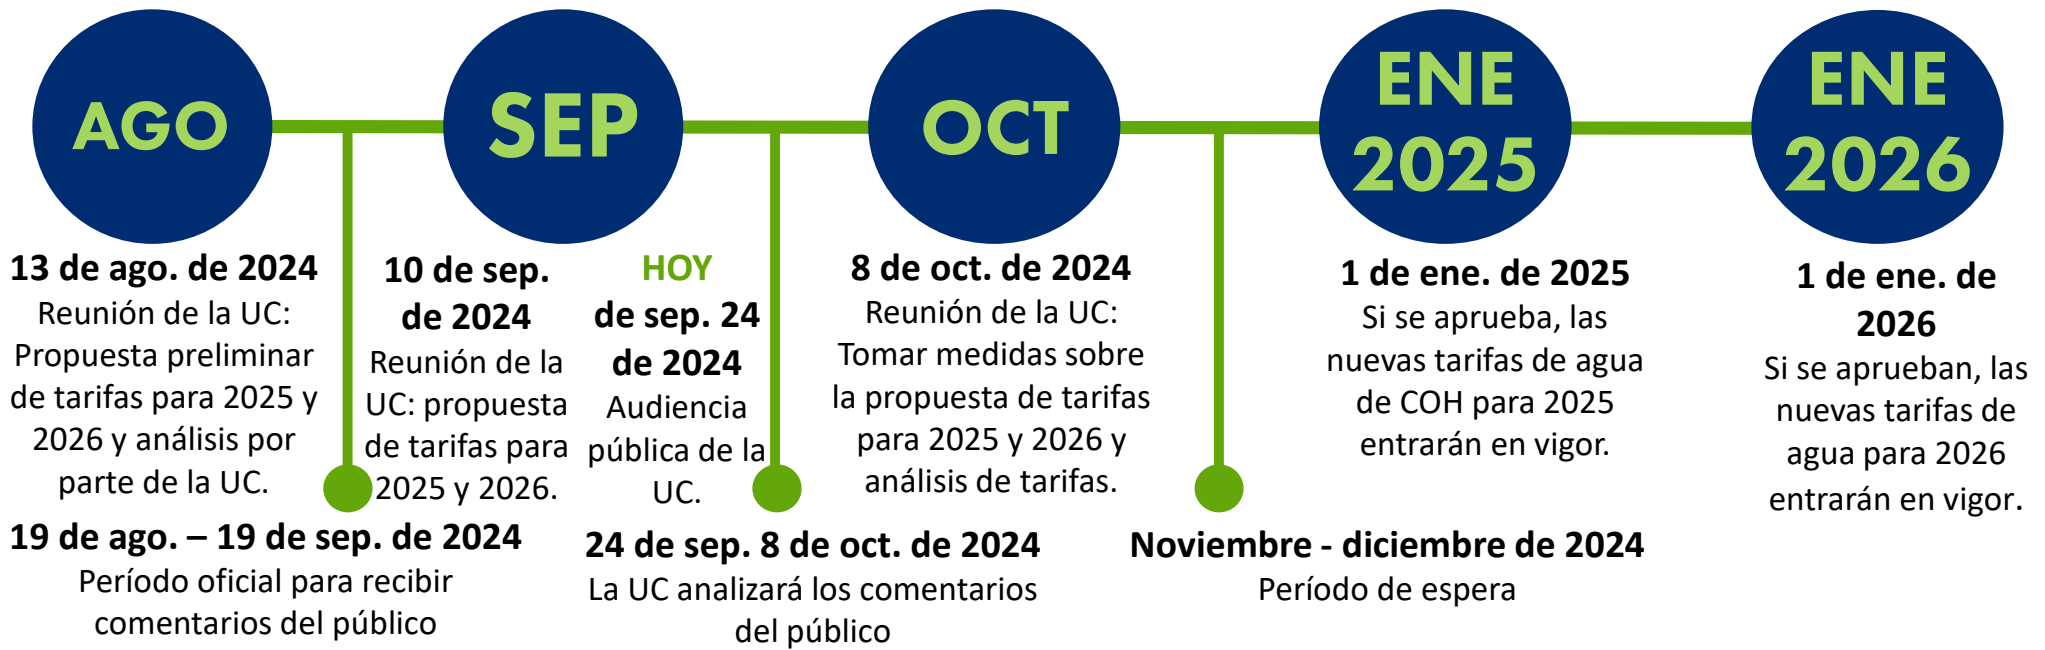 AGO
SEP
OCT
ENE
2025
ENE
2026
13 de ago. de 2024
Reunión de la UC:
Propuesta preliminar
de tarifas para 2025 y
2026 y análisis por
parte de la UC.
19 de ago. – 19 de sep. de 2024
Período oficial para recibir
comentarios del público
10 de sep.
de 2024
Reunión de la
UC: propuesta
de tarifas para
2025 y 2026.
HOY
de sep. 24
de 2024
Audiencia
pública de la
UC.
24 de sep. 8 de oct. de 2024
La UC analizará los comentarios
del público
8 de oct. de 2024
Reunión de la UC:
Tomar medidas sobre
la propuesta de tarifas
para 2025 y 2026 y
análisis de tarifas.
Noviembre - diciembre de 2024
Período de espera
1 de ene. de 2025
Si se aprueba, las
nuevas tarifas de agua
de COH para 2025
entrarán en vigor.
1 de ene. de
2026
Si se aprueban, las
nuevas tarifas de
agua para 2026
entrarán en vigor.